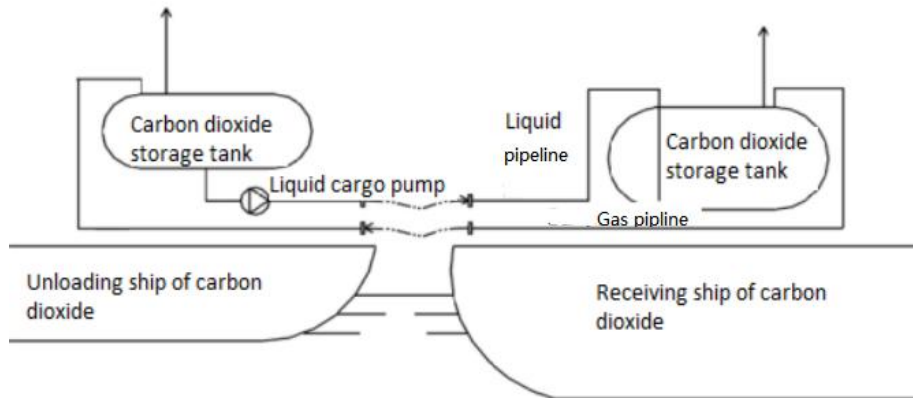 Carbon dioxide
storage tank
Liquid cargo pump
Liquid
pipeline
Carbon dioxide
storage tank
Gas pipline
Unloading ship of carbon
dioxide
Receiving ship of carbon
dioxide